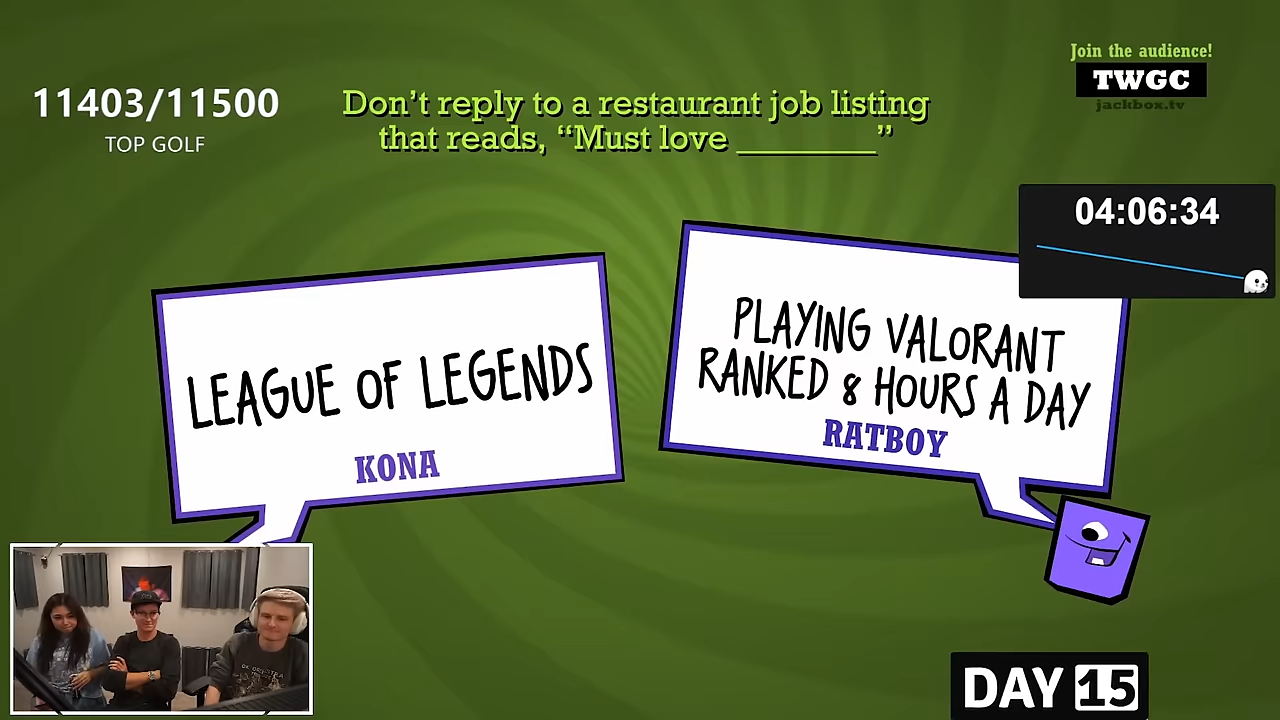 Join the audience!
TWGC
jackbox.tv
11403/11500
TOP GOLF
Don't reply to a restaurant job listing
that reads, “Must love ________”
04:06:34
LEAGUE OF LEGENDS
KONA
PLAYING VALORANT
RANKED 8 HOURS A DAY
RATBOY
DAY 15